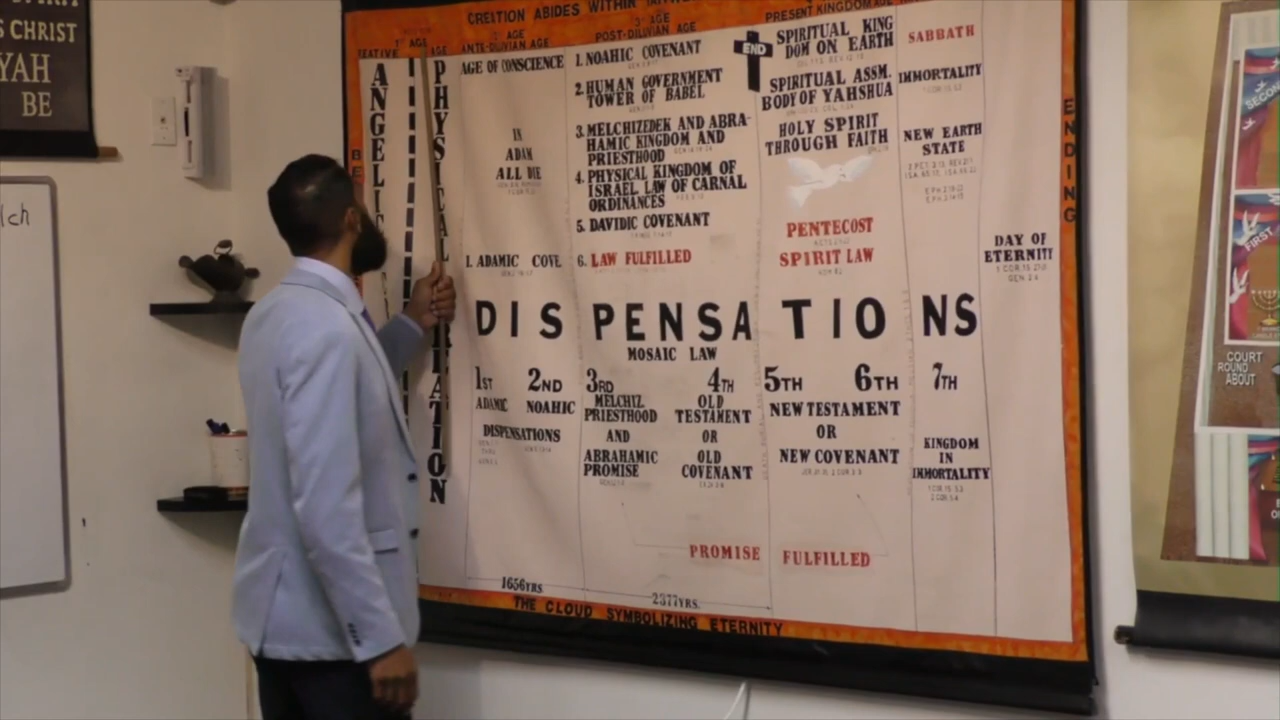 S CHRIST
YAH
BE
lch
CREITION ABIDES WITHIN
1ˢᵗ AGE
ANTE-DILUVIAN AGE
POST-DILUVIAN AGE
PRESENT KINGDOM AGE
ANGELIC
PHYSICAL CREATION
AGE OF CONSCIENCE
IN
ADAM
ALL DIE
1. ADAMIC COVE
1. NOAHIC COVENANT
2. HUMAN GOVERNMENT
TOWER OF BABEL
3. MELCHIZEDEK AND ABRA-
HAMIC KINGDOM AND
PRIESTHOOD
4. PHYSICAL KINGDOM OF
ISRAEL LAW OF CARNAL
ORDINANCES
5. DAVIDIC COVENANT
6. LAW FULFILLED
END
SPIRITUAL KING
DOM ON EARTH
SPIRITUAL ASSM.
BODY OF YAHSHUA
HOLY SPIRIT
THROUGH FAITH
PENTECOST
SPIRIT LAW
SABBATH
IMMORTALITY
NEW EARTH
STATE
DAY OF
ETERNITY
ENDING
DISPENSATIONS
MOSAIC LAW
1ST 2ND 3RD 4TH 5TH 6TH 7TH
ADAMIC NOAHIC
DISPENSATIONS
MELCHIZ.
PRIESTHOOD
AND
ABRAHAMIC
PROMISE
OLD
TESTAMENT
OR
OLD
COVENANT
NEW TESTAMENT
OR
NEW COVENANT
KINGDOM
IN
IMMORTALITY
PROMISE FULFILLED
1656YRS.
2377YRS.
THE CLOUD SYMBOLIZING ETERNITY
SECON
FIRST
COURT
ROUND
ABOUT